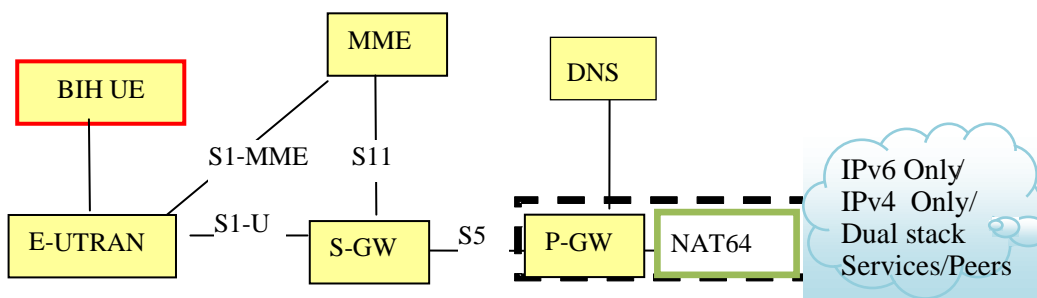 MME
DNS
BIH UE
S1-MME
S11
IPv6 Only/
IPv4 Only/
Dual stack
Services/Peers
E-UTRAN
S1-U
S-GW
S5
P-GW
NAT64